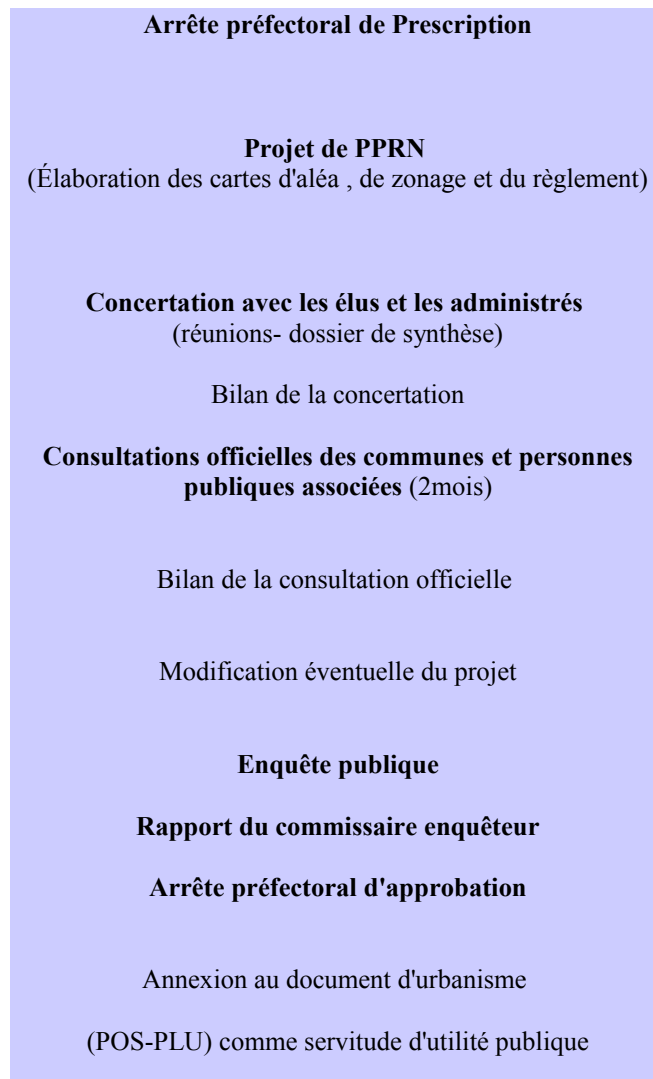 Arrête préfectoral de Prescription
Projet de PPRN
(Élaboration des cartes d'aléa , de zonage et du règlement)
Concertation avec les élus et les administrés
(réunions- dossier de synthèse)
Bilan de la concertation
Consultations officielles des communes et personnes
publiques associées (2mois)
Bilan de la consultation officielle
Modification éventuelle du projet
Enquête publique
Rapport du commissaire enquêteur
Arrête préfectoral d'approbation
Annexion au document d'urbanisme
(POS-PLU) comme servitude d'utilité publique